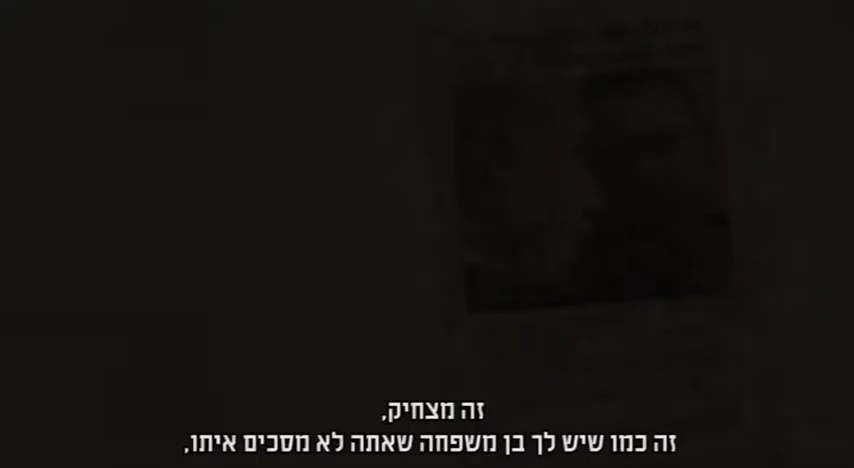 זה מצחיק,
זה כמו שיש לך בן משפחה שאתה לא מסכים איתו,